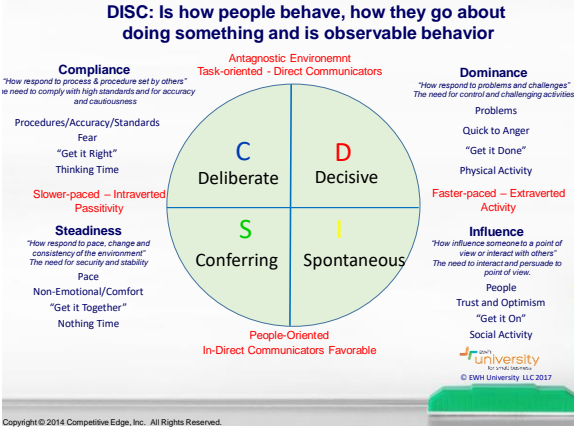 DISC: Is how people behave, how they go about
doing something and is observable behavior
Antagnostic Environemnt
Task-oriented - Direct Communicators
Compliance
"How respond to process & procedure set by others"
need to comply with high standards and for accuracy
and cautiousness
Procedures/Accuracy/Standards
Fear
"Get it Right"
Thinking Time
Dominance
"How respond to problems and challenges"
The need for control and challenging activities
Problems
Quick to Anger
"Get it Done"
Physical Activity
C
Deliberate
D
Decisive
Slower-paced – Intraverted
Passitivity
Faster-paced – Extraverted
Activity
S
Conferring
I
Spontaneous
Steadiness
"How respond to pace, change and
consistency of the environment"
The need for security and stability
Pace
Non-Emotional/Comfort
"Get it Together"
Nothing Time
Influence
"How influence someone to a point of
view or interact with others"
The need to interact and persuade to
point of view.
People
Trust and Optimism
"Get it On"
Social Activity
People-Oriented
In-Direct Communicators Favorable
EWH
university
for small business
© EWH University LLC 2017
Copyright © 2014 Competitive Edge, Inc. All Rights Reserved.